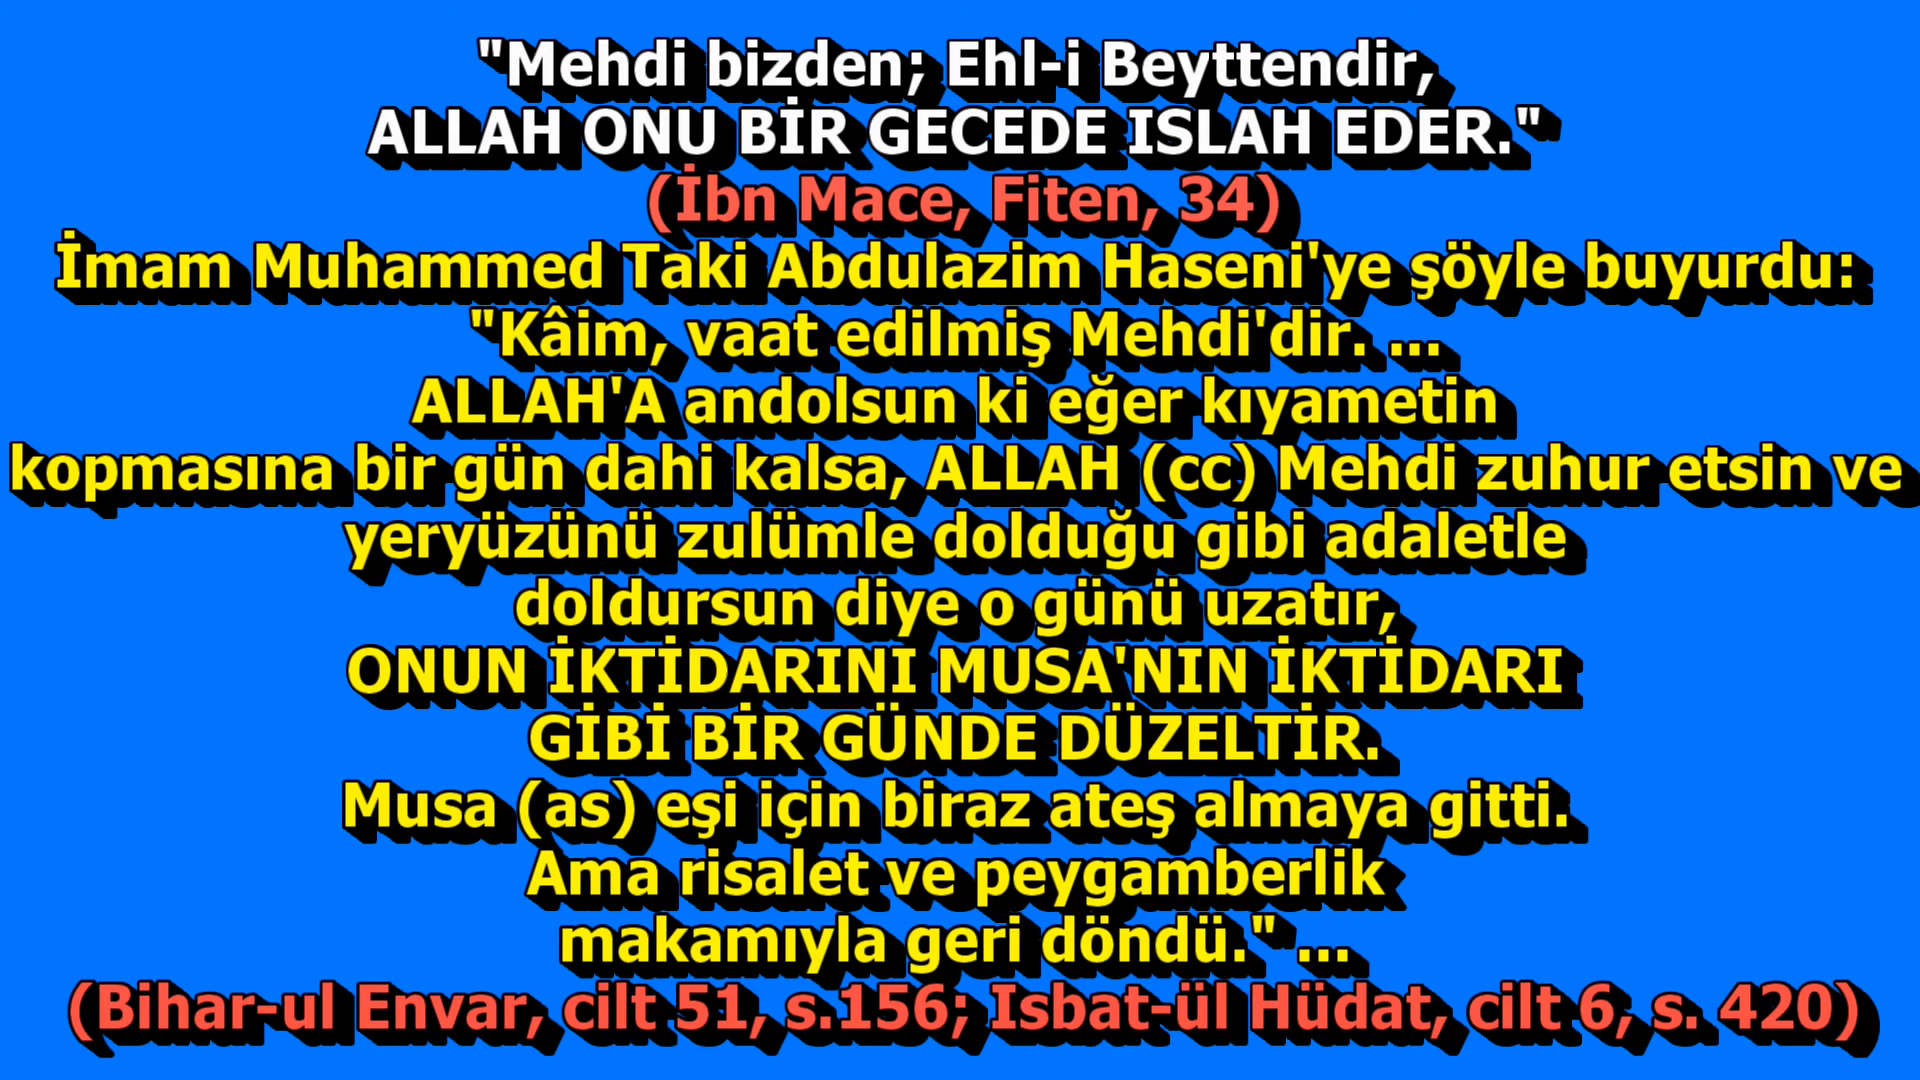 "Mehdi bizden; Ehl-i Beyttendir,
ALLAH ONU BİR GECEDE ISLAH EDER."
(İbn Mace, Fiten, 34)
İmam Muhammed Taki Abdulazim Haseni'ye şöyle buyurdu:
"Kâim, vaat edilmiş Mehdi'dir. ...
ALLAH'A andolsun ki eğer kıyametin
kopmasına bir gün dahi kalsa, ALLAH (cc) Mehdi zuhur etsin ve
yeryüzünü zulümle dolduğu gibi adaletle
doldursun diye o günü uzatır,
ONUN İKTİDARINI MUSA'NIN İKTİDARI
GİBİ BİR GÜNDE DÜZELTİR.
Musa (as) eşi için biraz ateş almaya gitti.
Ama risalet ve peygamberlik
makamıyla geri döndü." ...
(Bihar-ul Envar, cilt 51, s.156; Isbat-ül Hüdat, cilt 6, s. 420)